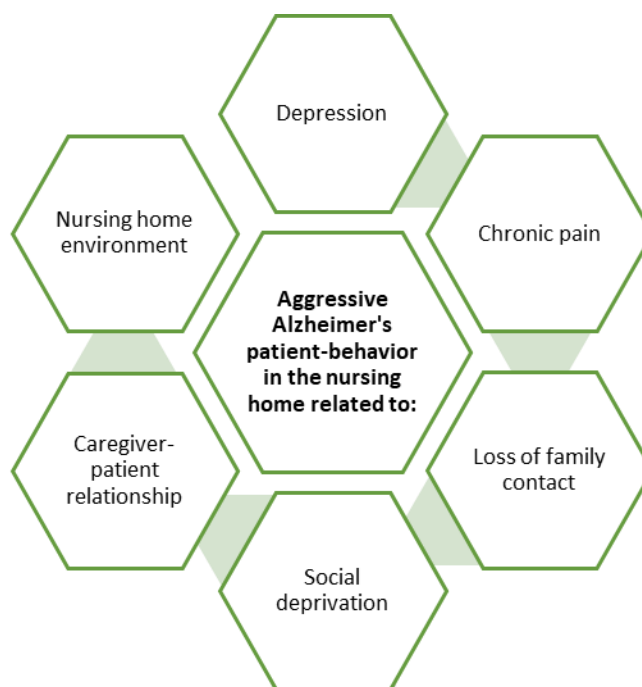 Depression
Nursing home
environment
Chronic pain
Aggressive
Alzheimer's
patient-behavior
in the nursing
home related to:
Caregiver-
patient
relationship
Loss of family
contact
Social
deprivation